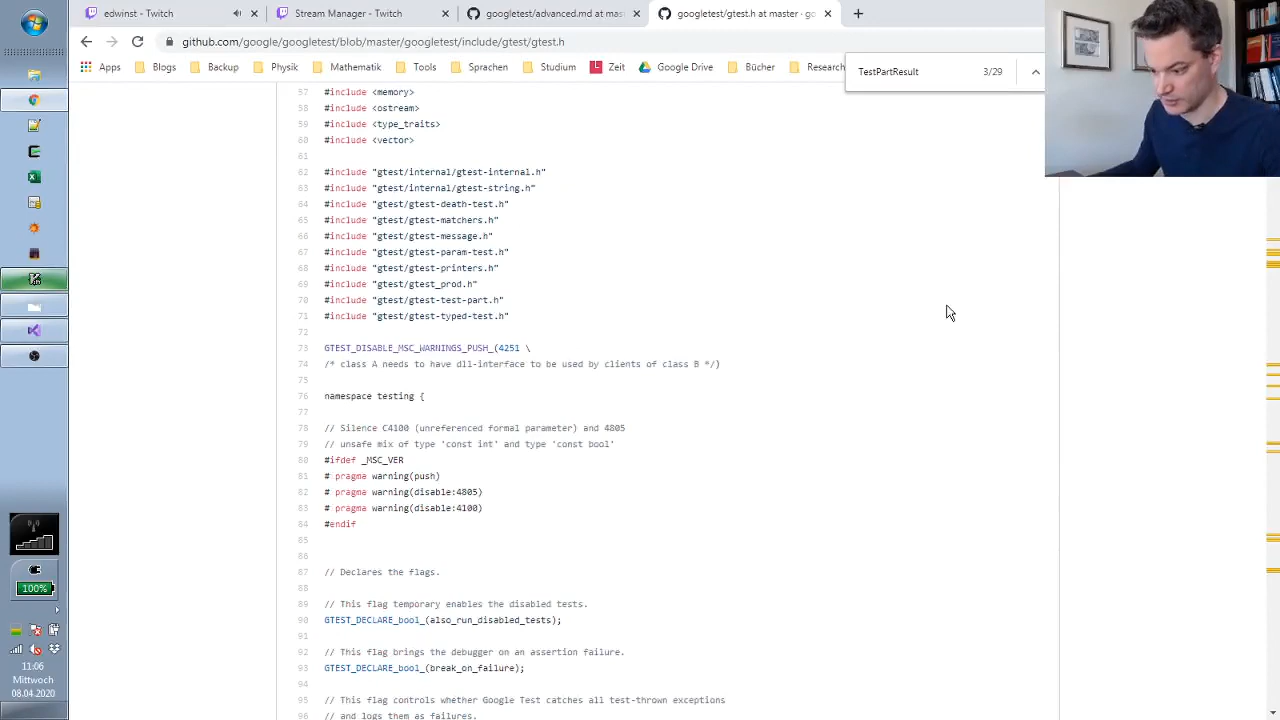 edwinst - Twitch
Stream Manager - Twitch
googletest/advanced.md at mas
googletest/gtest.h at master · go
github.com/google/googletest/blob/master/googletest/include/gtest/gtest.h
Apps
Blogs
Backup
Physik
Mathem
Tools
Sprachen
Studium
Zeit
Google Drive
Bücher
Research
TestPartResult
3/29
57 #include <memory>
58 #include <ostream>
59 #include <type_traits>
60 #include <vector>
61
62 #include "gtest/internal/gtest-internal.h"
63 #include "gtest/internal/gtest-string.h"
64 #include "gtest/gtest-death-test.h"
65 #include "gtest/gtest-matchers.h"
66 #include "gtest/gtest-message.h"
67 #include "gtest/gtest-param-test.h"
68 #include "gtest/gtest-printers.h"
69 #include "gtest/gtest_prod.h"
70 #include "gtest/gtest-test-part.h"
71 #include "gtest/gtest-typed-test.h"
72
73 GTEST_DISABLE_MSC_WARNINGS_PUSH_(4251 \
74 /* class A needs to have dll-interface to be used by clients of class B */)
75
76 namespace testing {
77
78 // Silence C4100 (unreferenced formal parameter) and 4805
79 // unsafe mix of type 'const int' and type 'const bool'
80 #ifdef _MSC_VER
81 # pragma warning(push)
82 # pragma warning(disable:4805)
83 # pragma warning(disable:4100)
84 #endif
85
86
87 // Declares the flags.
88
89 // This flag temporary enables the disabled tests.
90 GTEST_DECLARE_bool_(also_run_disabled_tests);
91
92 // This flag brings the debugger on an assertion failure.
93 GTEST_DECLARE_bool_(break_on_failure);
94
95 // This flag controls whether Google Test catches all test-thrown exceptions
96 // and logs them as failures.
100%
11:06
Mittwoch
08.04.2020